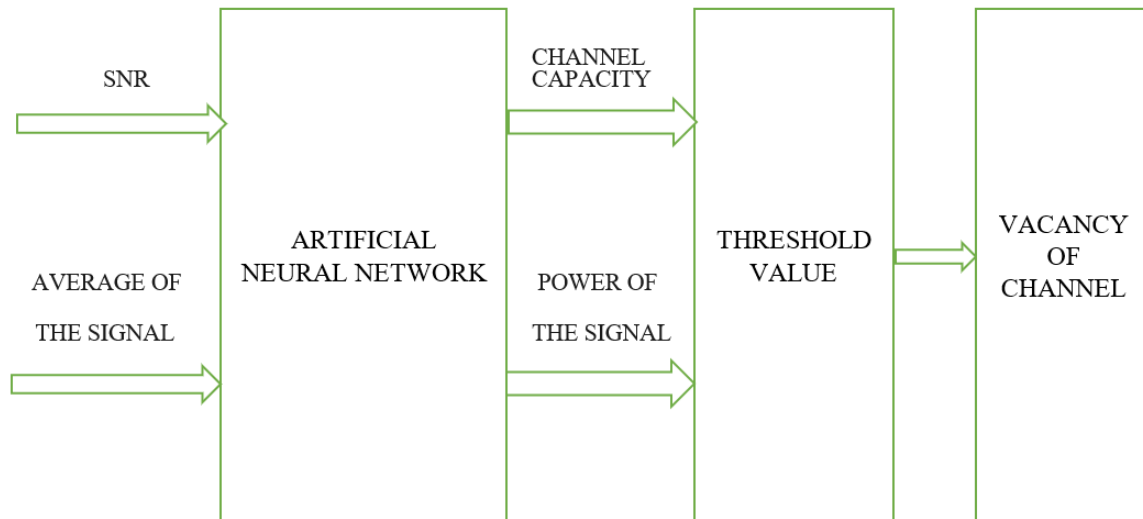 SNR
AVERAGE OF
THE SIGNAL
ARTIFICIAL
NEURAL NETWORK
CHANNEL
CAPACITY
POWER OF
THE SIGNAL
THRESHOLD
VALUE
VACANCY
OF
CHANNEL